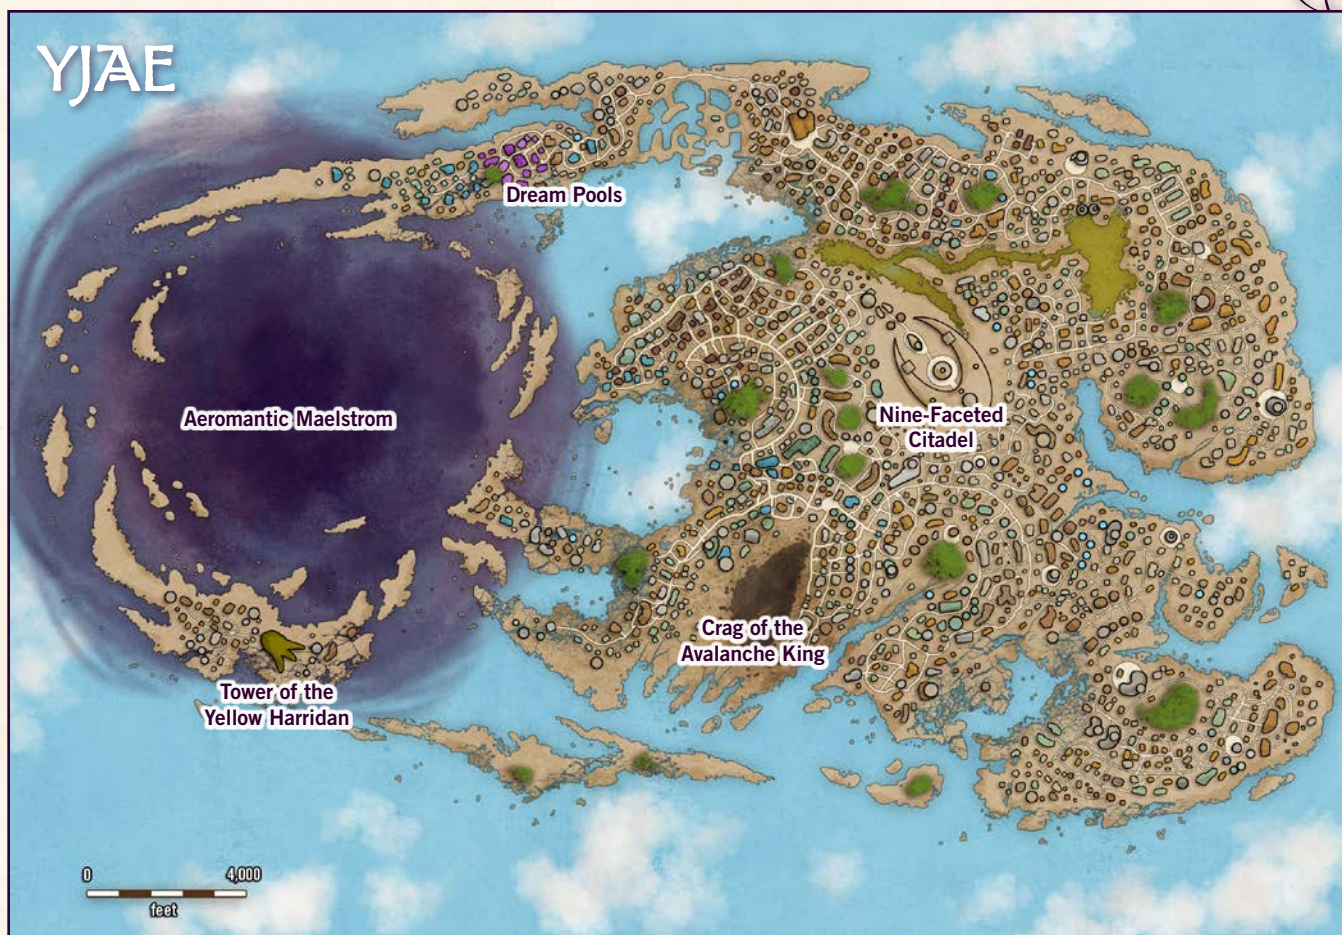 YJAE
Dream Pools
Aeromantic Maelstrom
Nine-Faceted
Citadel
Crag of the
Avalanche King
Tower of the
Yellow Harridan
0
4,000
feet